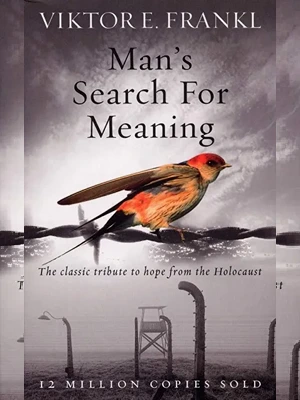 VIKTOR E. FRANKL
Man's
Search For
Meaning
The classic tribute to hope from the Holocaust
12 MILLION COPIES SOLD